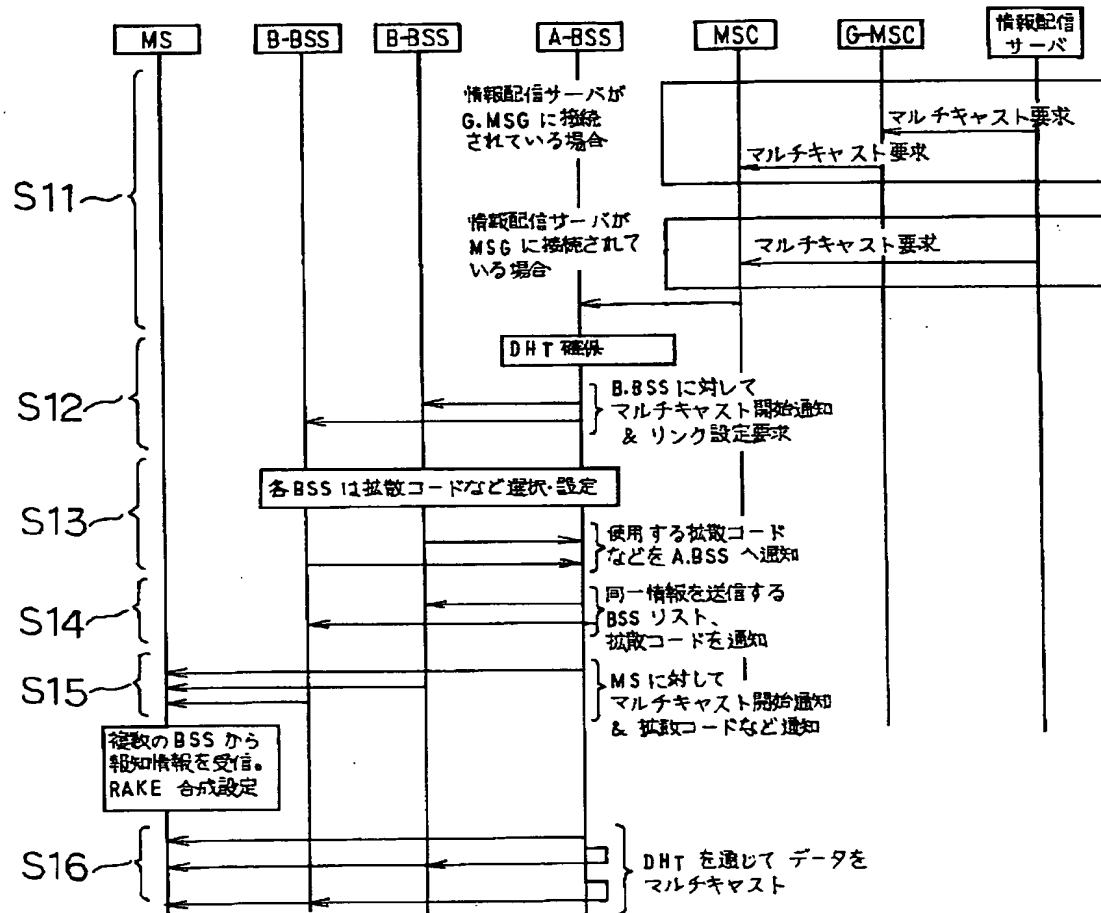 MS
B-BSS
B-BSS
A-BSS
MSC
G-MSC
情報配信
サーバ
情報配信サーバが
G.MSG に接続
されている場合
マルチキャスト要求
マルチキャスト要求
S11
情報配信サーバが
MSG に接続されて
いる場合
マルチキャスト要求
DHT 確保
S12
B.BSS に対して
マルチキャスト開始通知
& リンク設定要求
各BSS は拡散コードなど選択・設定
S13
使用する拡散コード
などを A.BSS へ通知
S14
同一情報を送信する
BSS リスト、
拡散コードを通知
S15
MS に対して
マルチキャスト開始通知
& 拡散コードなど通知
複数の BSS から
報知情報を受信。
RAKE 合成設定
S16
DHT を通じて データを
マルチキャスト